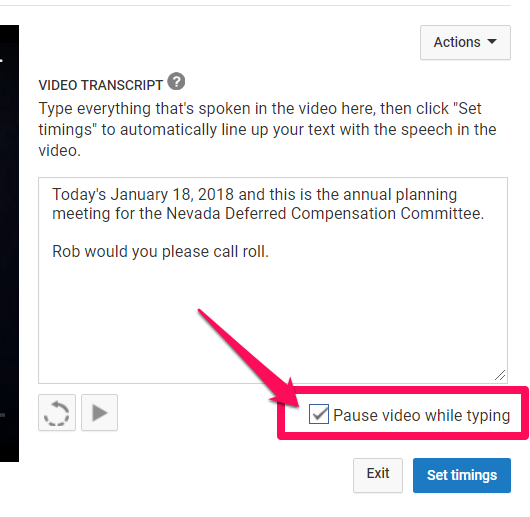 Actions
VIDEO TRANSCRIPT ?
Type everything that's spoken in the video here, then click "Set
timings" to automatically line up your text with the speech in the
video.
Today's January 18, 2018 and this is the annual planning
meeting for the Nevada Deferred Compensation Committee.
Rob would you please call roll.
Pause video while typing
Exit
Set timings